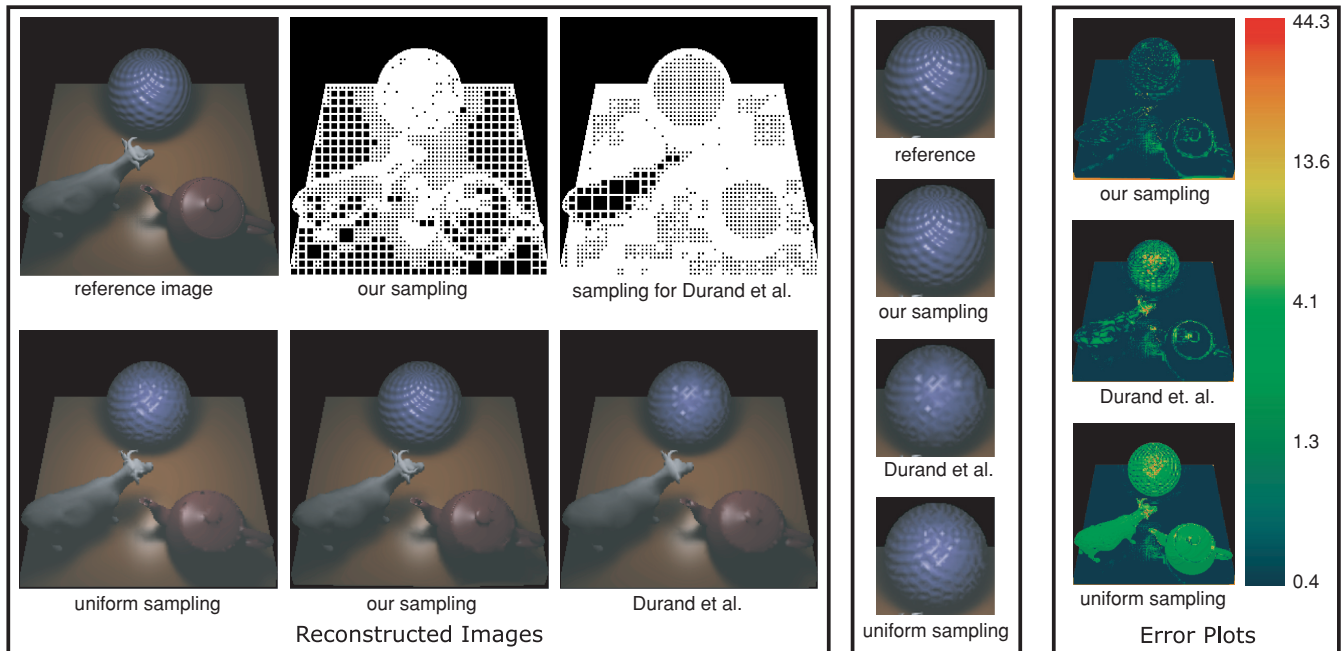 reference image
our sampling
sampling for Durand et al.
uniform sampling
our sampling
Durand et al.
Reconstructed Images
reference
our sampling
Durand et al.
uniform sampling
our sampling
Durand et. al.
uniform sampling
44.3
13.6
4.1
1.3
0.4
Error Plots